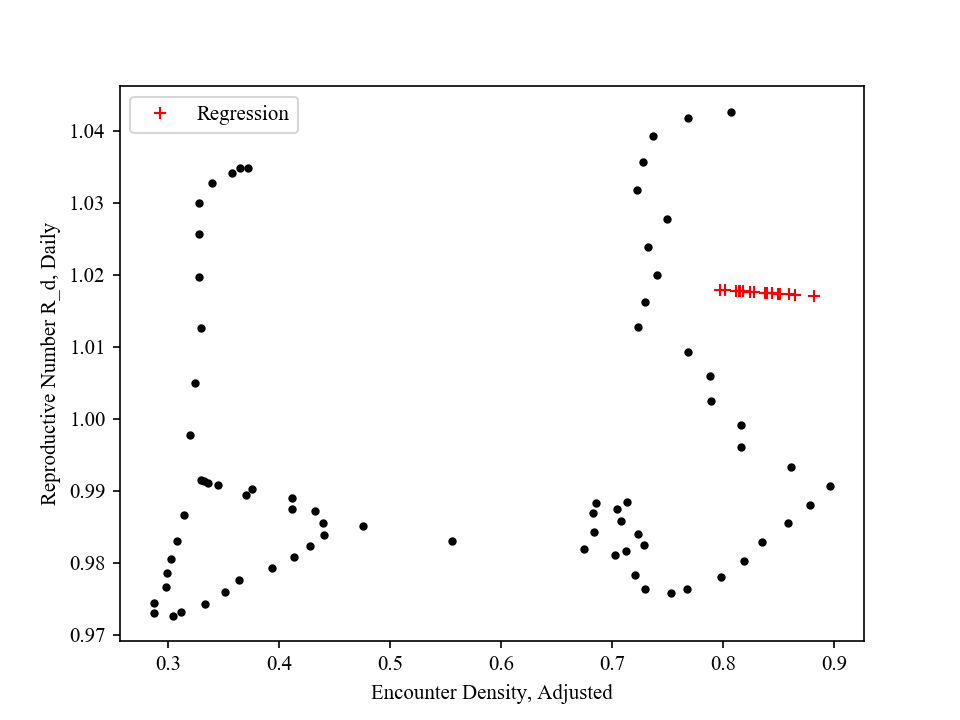 Regression
1.04
1.03
1.02
1.01
1.00
0.99
0.98
0.97
Reproductive Number R_d, Daily
0.3 0.4 0.5 0.6 0.7 0.8 0.9
Encounter Density, Adjusted